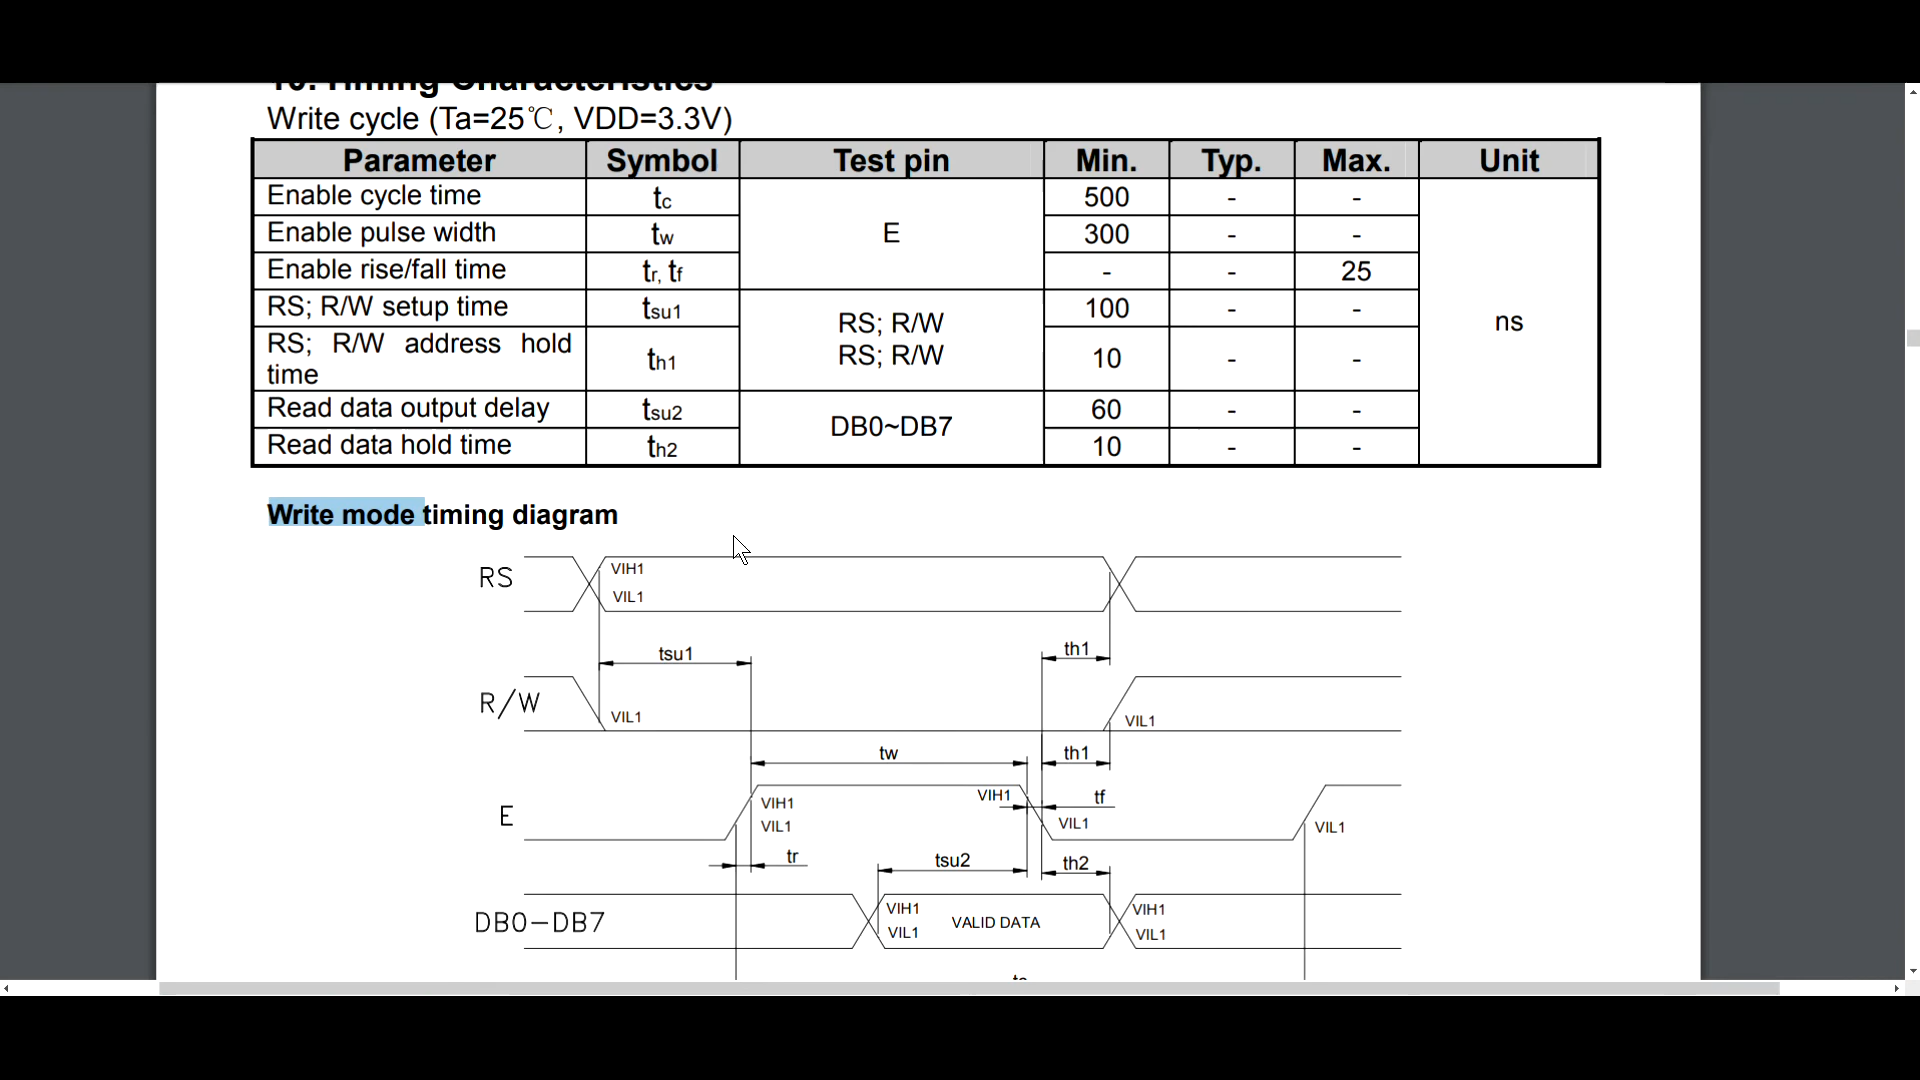 10. Timing Characteristics
Write cycle (Ta=25℃, VDD=3.3V)
Parameter Symbol Test pin Min. Typ. Max. Unit
Enable cycle time tc E 500 - - ns
Enable pulse width tw 300 - -
Enable rise/fall time tr, tf - - 25
RS; R/W setup time tsu1 RS; R/W 100 - -
RS; R/W address hold
time th1 RS; R/W 10 - -
Read data output delay tsu2 DB0~DB7 60 - -
Read data hold time th2 10 - -
Write mode timing diagram
RS VIH1
VIL1
tsu1 th1
R/W VIL1 VIL1
tw th1
E VIH1 VIH1 tf
VIL1 VIL1 VIL1
tr tsu2 th2
DB0-DB7 VIH1 VALID DATA VIH1
VIL1 VIL1